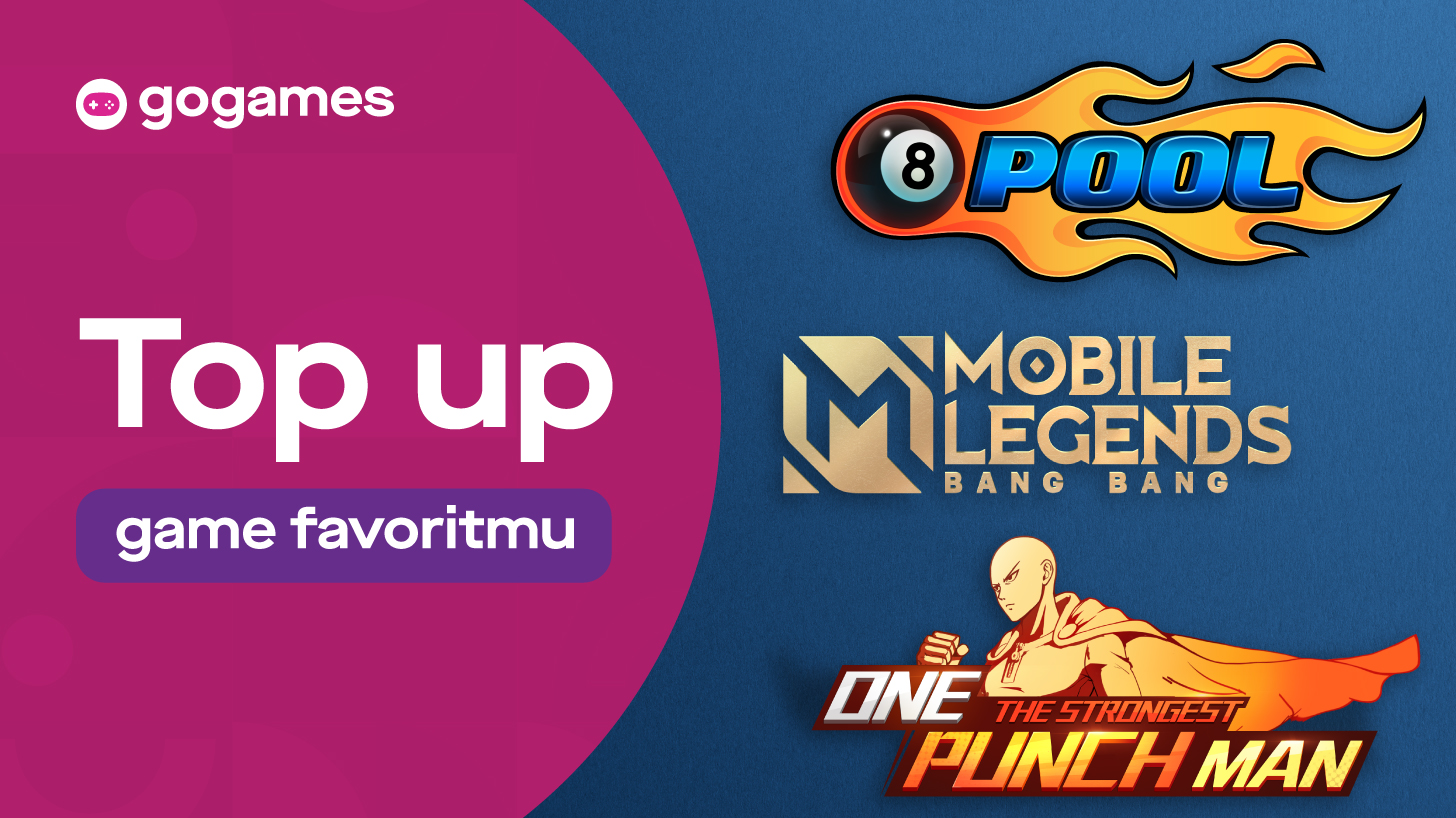 gogames
Top up
game favoritmu
8 POOL
MOBILE
LEGENDS
BANG BANG
ONE
THE STRONGEST
PUNCH MAN